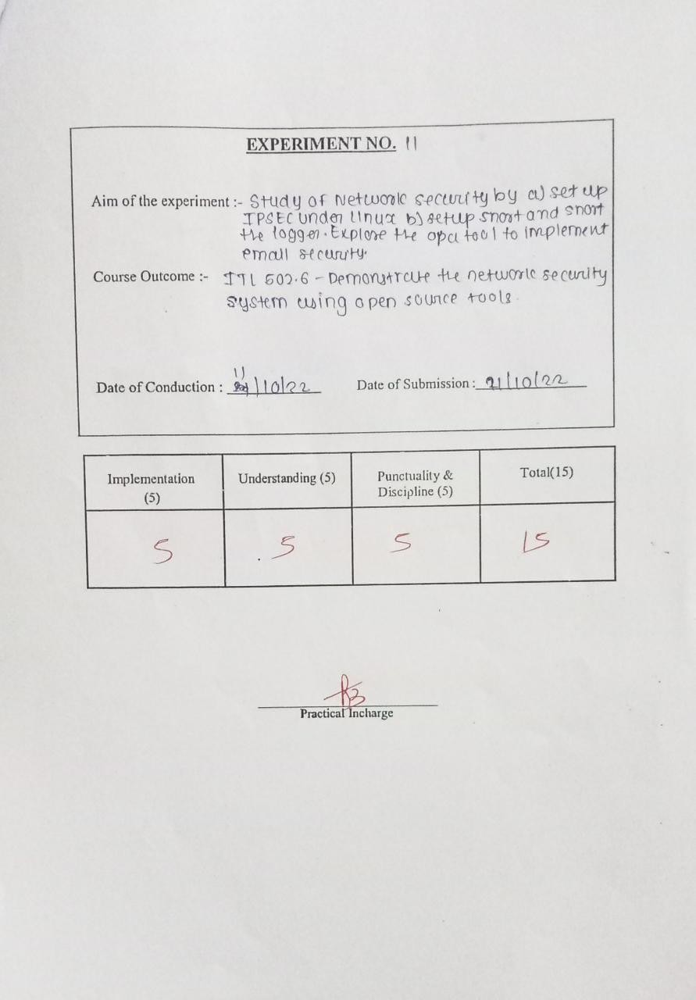 EXPERIMENT NO. 11
Aim of the experiment :- Study of Network security by a) set up
IPSEC under linux b) setup snort and snort
the logger. Explore the opa tool to implement
email security.
Course Outcome :- ITL 502.6 - Demonstrate the network security
system using open source tools.
Date of Conduction : 11/10/22 Date of Submission : 21/10/22
Implementation (5) Understanding (5) Punctuality & Discipline (5) Total(15)
5 5 5 15
Practical Incharge